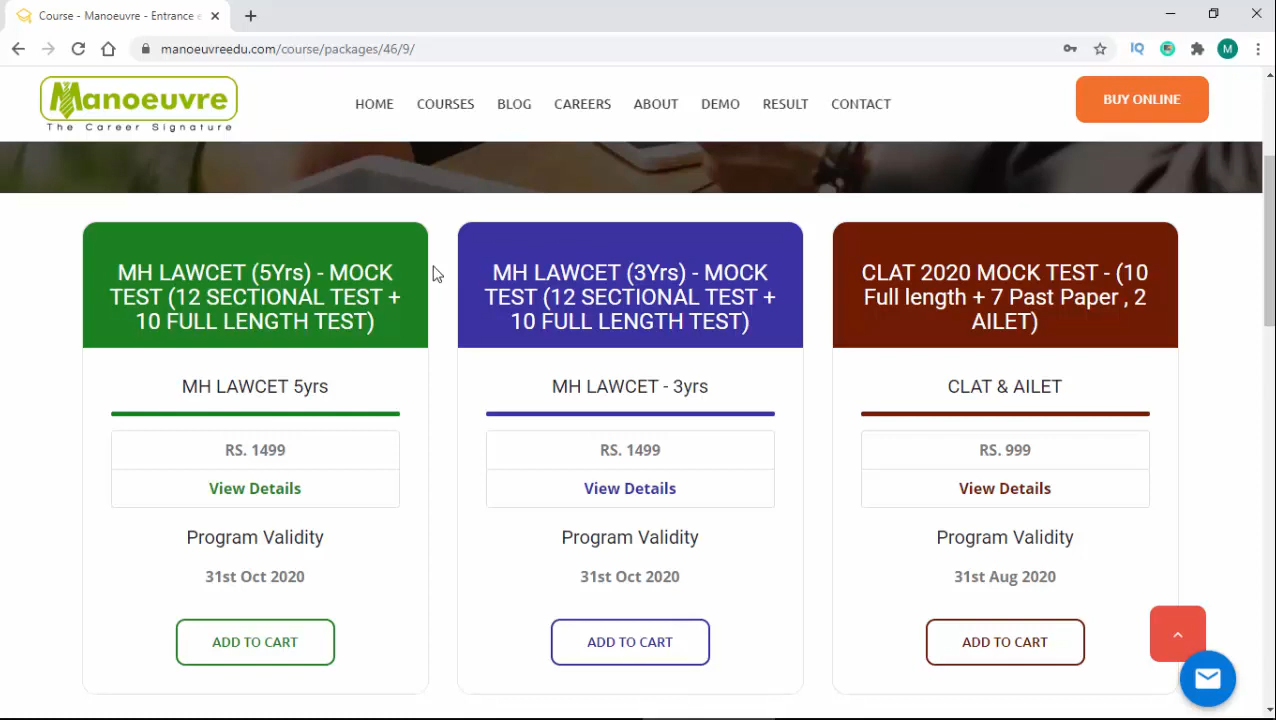 Course - Manoeuvre - Entrance e
manoeuvreedu.com/course/packages/46/9/
IQ
M
Manoeuvre
The Career Signature
HOME COURSES BLOG CAREERS ABOUT DEMO RESULT CONTACT
BUY ONLINE
MH LAWCET (5Yrs) - MOCK
TEST (12 SECTIONAL TEST +
10 FULL LENGTH TEST)
MH LAWCET 5yrs
RS. 1499
View Details
Program Validity
31st Oct 2020
ADD TO CART
MH LAWCET (3Yrs) - MOCK
TEST (12 SECTIONAL TEST +
10 FULL LENGTH TEST)
MH LAWCET - 3yrs
RS. 1499
View Details
Program Validity
31st Oct 2020
ADD TO CART
CLAT 2020 MOCK TEST - (10
Full length + 7 Past Paper , 2
AILET)
CLAT & AILET
RS. 999
View Details
Program Validity
31st Aug 2020
ADD TO CART